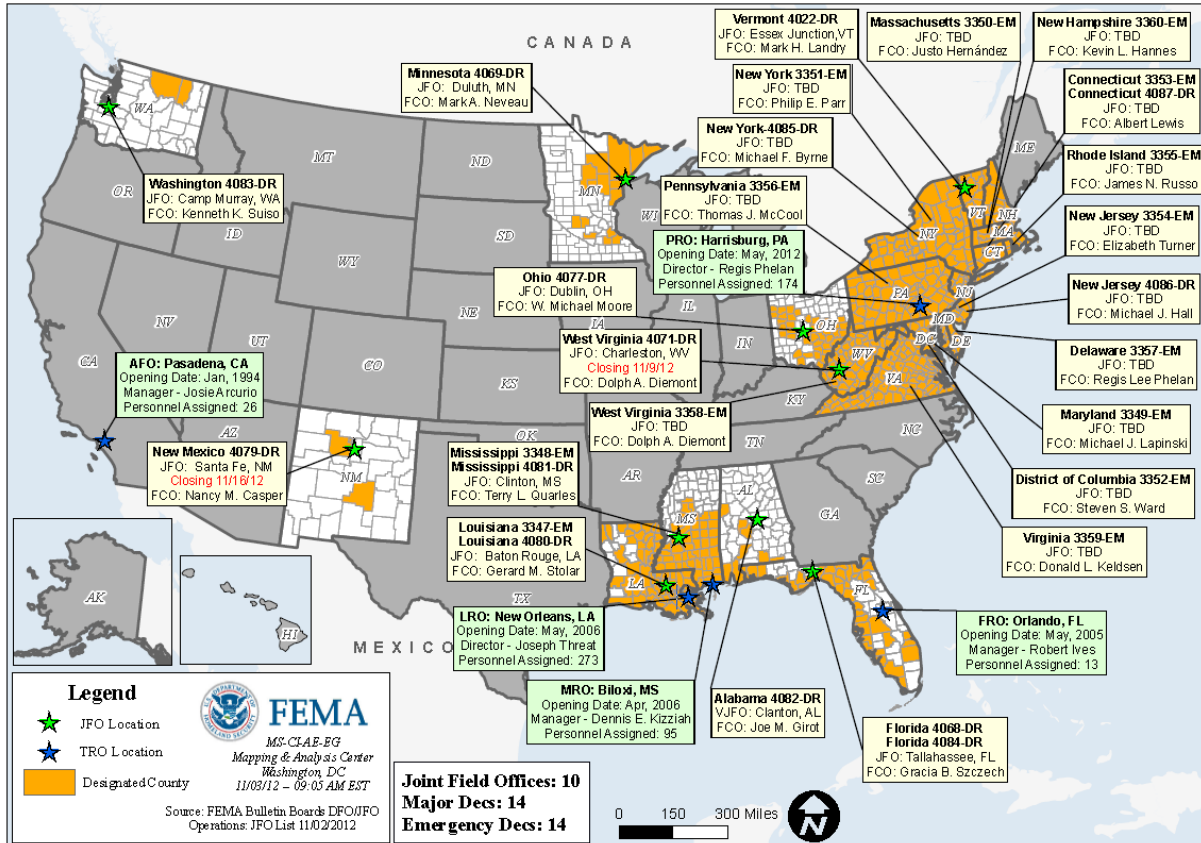 CANADA
MEXICO
Vermont 4022-DR
JFO: Essex Junction,VT
FCO: Mark H. Landry
Massachusetts 3350-EM
JFO: TBD
FCO: Justo Hernández
New Hampshire 3360-EM
JFO: TBD
FCO: Kevin L. Hannes
Minnesota 4069-DR
JFO: Duluth, MN
FCO: Mark A. Neveau
New York 3351-EM
JFO: TBD
FCO: Philip E. Parr
Connecticut 3353-EM
Connecticut 4087-DR
JFO: TBD
FCO: Albert Lewis
New York-4085-DR
JFO: TBD
FCO: Michael F. Byrne
Rhode Island 3355-EM
JFO: TBD
FCO: James N. Russo
Washington 4083-DR
JFO: Camp Murray, WA
FCO: Kenneth K. Suiso
Pennsylvania 3356-EM
JFO: TBD
FCO: Thomas J. McCool
New Jersey 3354-EM
JFO: TBD
FCO: Elizabeth Turner
PRO: Harrisburg, PA
Opening Date: May, 2012
Director - Regis Phelan
Personnel Assigned: 174
Ohio 4077-DR
JFO: Dublin, OH
FCO: W. Michael Moore
New Jersey 4086-DR
JFO: TBD
FCO: Michael J. Hall
West Virginia 4071-DR
JFO: Charleston, WV
Closing 11/9/12
FCO: Dolph A. Diemont
Delaware 3357-EM
JFO: TBD
FCO: Regis Lee Phelan
AFO: Pasadena, CA
Opening Date: Jan, 1994
Manager - Josie Arcurio
Personnel Assigned: 26
West Virginia 3358-EM
JFO: TBD
FCO: Dolph A. Diemont
Maryland 3349-EM
JFO: TBD
FCO: Michael J. Lapinski
New Mexico 4079-DR
JFO: Santa Fe, NM
Closing 11/16/12
FCO: Nancy M. Casper
Mississippi 3348-EM
Mississippi 4081-DR
JFO: Clinton, MS
FCO: Terry L. Quarles
District of Columbia 3352-EM
JFO: TBD
FCO: Steven S. Ward
Louisiana 3347-EM
Louisiana 4080-DR
JFO: Baton Rouge, LA
FCO: Gerard M. Stolar
Virginia 3359-EM
JFO: TBD
FCO: Donald L. Keldsen
LRO: New Orleans, LA
Opening Date: May, 2006
Director - Joseph Threat
Personnel Assigned: 273
FRO: Orlando, FL
Opening Date: May, 2005
Manager - Robert Ives
Personnel Assigned: 13
MRO: Biloxi, MS
Opening Date: Apr, 2006
Manager - Dennis E. Kizziah
Personnel Assigned: 95
Alabama 4082-DR
VJFO: Clanton, AL
FCO: Joe M. Girot
Florida 4068-DR
Florida 4084-DR
JFO: Tallahassee, FL
FCO: Gracia B. Szczech
WA
OR
MT
ID
WY
ND
SD
MN
WI
NE
IA
IL
IN
OH
NV
UT
CO
KS
CA
AZ
NM
OK
AR
TX
LA
MS
AL
GA
FL
SC
NC
TN
KY
WV
VA
DC
MD
DE
NJ
PA
NY
CT
MA
VT
NH
ME
AK
HI
Legend
JFO Location
TRO Location
Designated County
U.S. DEPARTMENT OF HOMELAND SECURITY
FEMA
MS-CI-AE-EG
Mapping & Analysis Center
Washington, DC
11/03/12 – 09:05 AM EST
Source: FEMA Bulletin Boards DFO/JFO
Operations: JFO List 11/02/2012
Joint Field Offices: 10
Major Decs: 14
Emergency Decs: 14
0 150 300 Miles
N